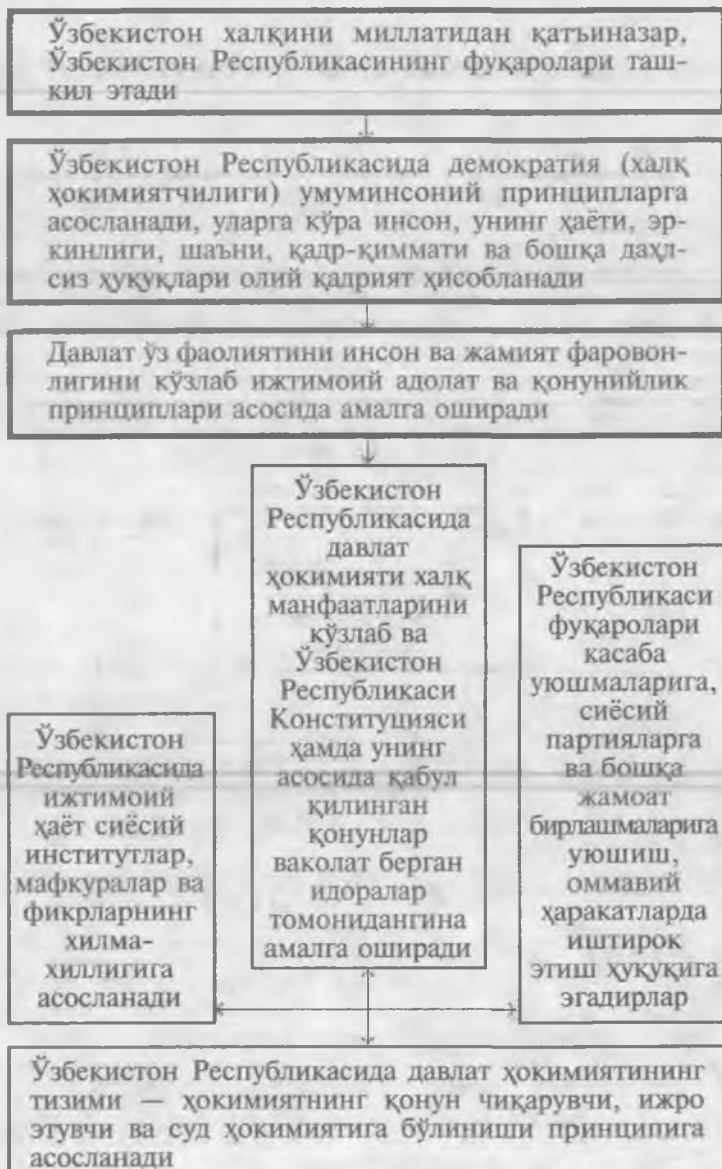 Ўзбекистон халқини миллатидан қатъиназар,
Ўзбекистон Республикасининг фуқаролари таш-
кил этади
Ўзбекистон Республикасида демократия (халқ
ҳокимиятчилиги) умуминсоний принципларга
асосланади, уларга кўра инсон, унинг ҳаёти, эр-
кинлиги, шаъни, қадр-қиммати ва бошқа дахл-
сиз ҳуқуқлари олий қадрият ҳисобланади
Давлат ўз фаолиятини инсон ва жамият фаровон-
лигини кўзлаб ижтимоий адолат ва қонунийлик
принциплари асосида амалга оширади
Ўзбекистон
Республикасида
ижтимоий
ҳаёт сиёсий
институтлар,
мафкуралар ва
фикрларнинг
хилма-
хиллигига
асосланади
Ўзбекистон
Республикасида
давлат
ҳокимияти халқ
манфаатларини
кўзлаб ва
Ўзбекистон
Республикаси
Конституцияси
ҳамда унинг
асосида қабул
қилинган
қонунлар
ваколат берган
идоралар
томонидангина
амалга оширади
Ўзбекистон
Республикаси
фуқаролари
касаба
уюшмаларига,
сиёсий
партияларга
ва бошқа
жамоат
бирлашмаларига
уюшиш,
оммавий
ҳаракатларда
иштирок
этиш ҳуқуқига
эгадирлар
Ўзбекистон Республикасида давлат ҳокимиятининг
тизими — ҳокимиятнинг қонун чиқарувчи, ижро
этувчи ва суд ҳокимиятига бўлиниши принципига
асосланади